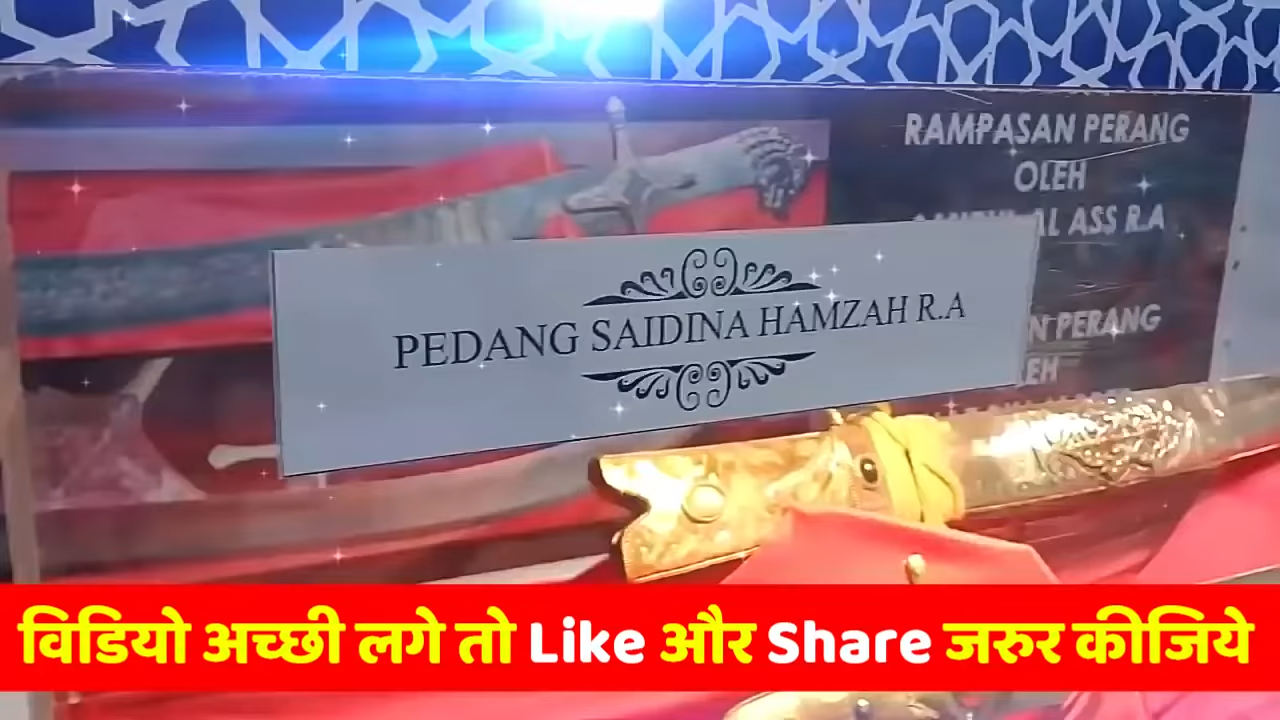 RAMPASAN PERANG
OLEH
AL ASS R.A
PEDANG SAIDINA HAMZAH R.A
PERANG
विडियो अच्छी लगे तो Like और Share जरुर कीजिये